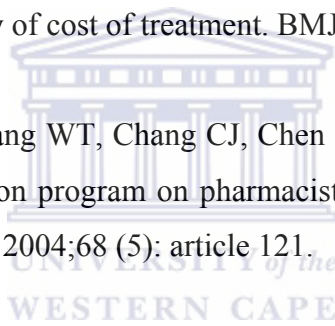 y of cost of treatment. BMJ
ang WT, Chang CJ, Chen
on program on pharmacist
2004;68 (5): article 121.
UNIVERSITY of the
WESTERN CAPE